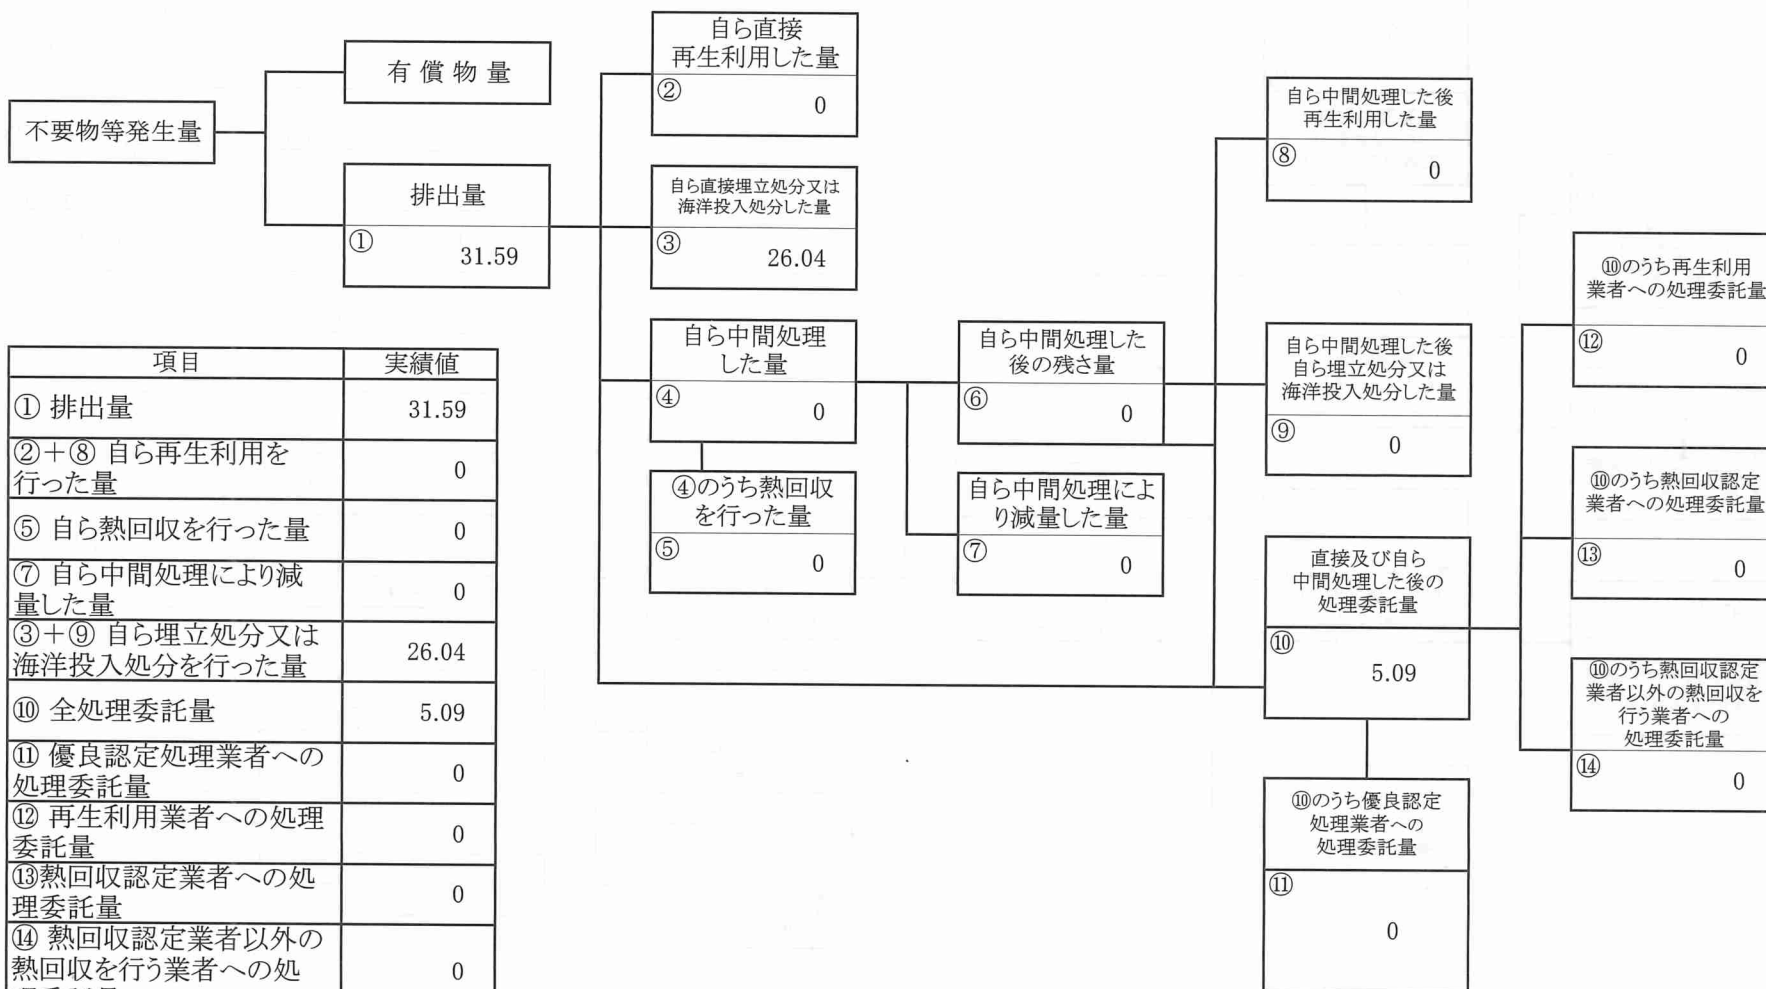 不要物等発生量
有償物量
排出量
①
31.59
自ら直接
再生利用した量
②
0
自ら直接埋立処分又は
海洋投入処分した量
③
26.04
自ら中間処理
した量
④
0
④のうち熱回収
を行った量
⑤
0
自ら中間処理した
後の残さ量
⑥
0
自ら中間処理によ
り減量した量
⑦
0
自ら中間処理した後
再生利用した量
⑧
0
自ら中間処理した後
自ら埋立処分又は
海洋投入処分した量
⑨
0
直接及び自ら
中間処理した後の
処理委託量
⑩
5.09
⑩のうち優良認定
処理業者への
処理委託量
⑪
0
⑩のうち再生利用
業者への処理委託量
⑫
0
⑩のうち熱回収認定
業者への処理委託量
⑬
0
⑩のうち熱回収認定
業者以外の熱回収を
行う業者への
処理委託量
⑭
0
項目 実績値
① 排出量 31.59
②＋⑧ 自ら再生利用を
行った量 0
⑤ 自ら熱回収を行った量 0
⑦ 自ら中間処理により減
量した量 0
③＋⑨ 自ら埋立処分又は
海洋投入処分を行った量 26.04
⑩ 全処理委託量 5.09
⑪ 優良認定処理業者への
処理委託量 0
⑫ 再生利用業者への処理
委託量 0
⑬熱回収認定業者への処
理委託量 0
⑭ 熱回収認定業者以外の
熱回収を行う業者への処 0